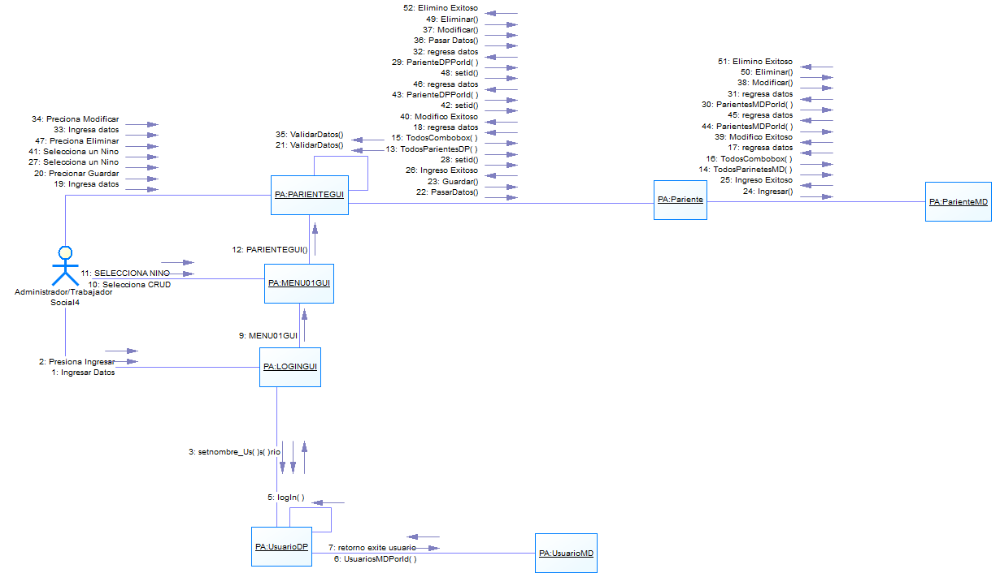 52: Elimino Exitoso
49: Eliminar()
37: Modificar()
36: Pasar Datos()
32: regresa datos
29: ParienteDPPorId( )
48: setid()
46: regresa datos
43: ParienteDPPorId( )
42: setid()
40: Modifico Exitoso
18: regresa datos
15: TodosCombobox( )
13: TodosParientesDP( )
28: setid()
26: Ingreso Exitoso
23: Guardar()
22: PasarDatos()
51: Elimino Exitoso
50: Eliminar()
38: Modificar()
31: regresa datos
30: ParientesMDPorId( )
45: regresa datos
44: ParientesMDPorId( )
39: Modifico Exitoso
17: regresa datos
16: TodosCombobox( )
14: TodosParinetesMD( )
25: Ingreso Exitoso
24: Ingresar()
34: Preciona Modificar
33: Ingresa datos
47: Preciona Eliminar
41: Selecciona un Nino
27: Selecciona un Nino
20: Precionar Guardar
19: Ingresa datos
35: ValidarDatos()
21: ValidarDatos()
PA:PARIENTEGUI
PA:Pariente
PA:ParienteMD
12: PARIENTEGUI()
11: SELECCIONA NINO
10: Selecciona CRUD
PA:MENU01GUI
Administrador/Trabajador
Social4
9: MENU01GUI
2: Presiona Ingresar
1: Ingresar Datos
PA:LOGINGUI
3: setnombre_Us( )s( )rio
5: logIn( )
PA:UsuarioDP
7: retorno exite usuario
6: UsuariosMDPorId( )
PA:UsuarioMD